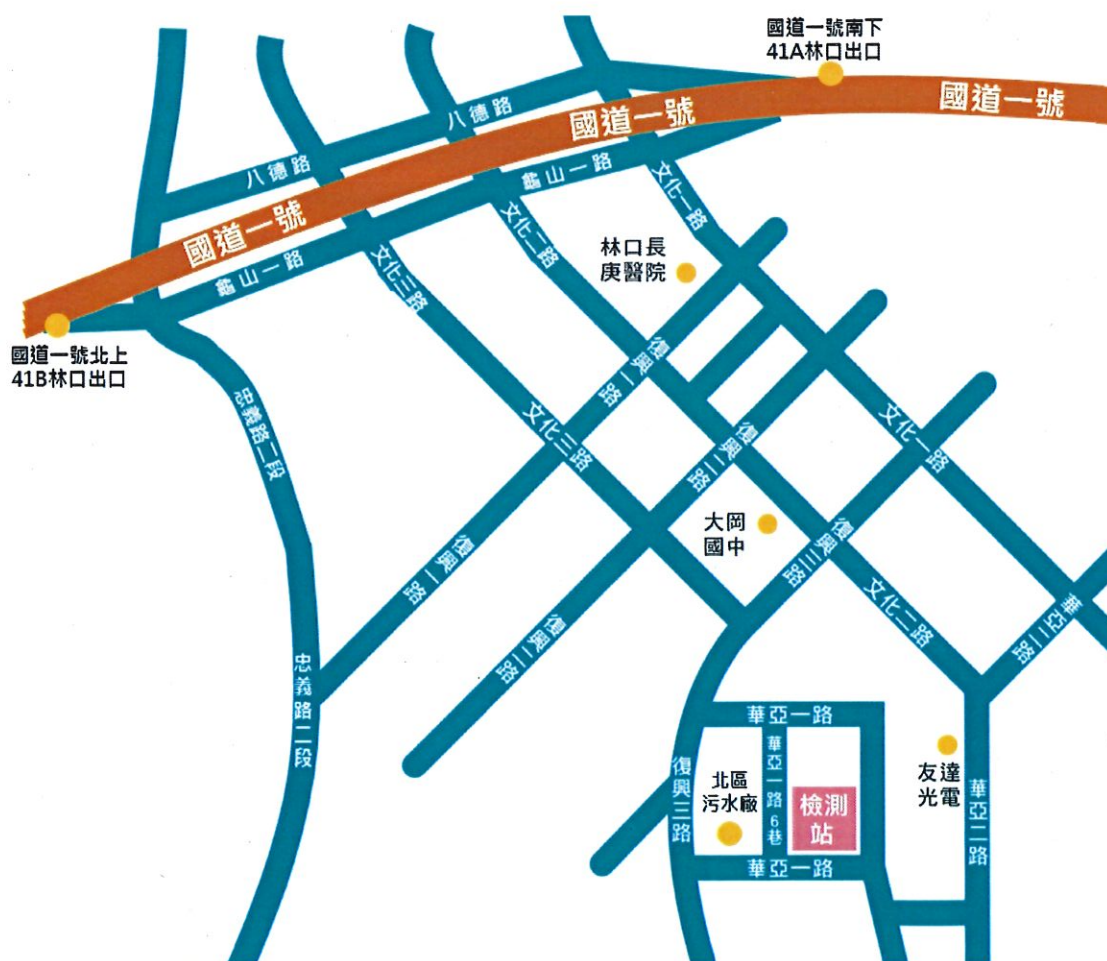 國道一號南下
41A林口出口
國道一號
國道一號
八德路
八德路
龜山一路
文化一路
國道一號
文化二路
林口長
庚醫院
龜山一路
文化三路
國道一號北上
41B林口出口
復興一路
忠義路二段
文化三路
復興二路
文化一路
大岡
國中
復興三路
復興一路
文化二路
華亞二路
復興二路
忠義路二段
華亞一路
華亞一路6巷
復興三路
北區
污水廠
檢測
站
友達
光電
華亞二路
華亞一路